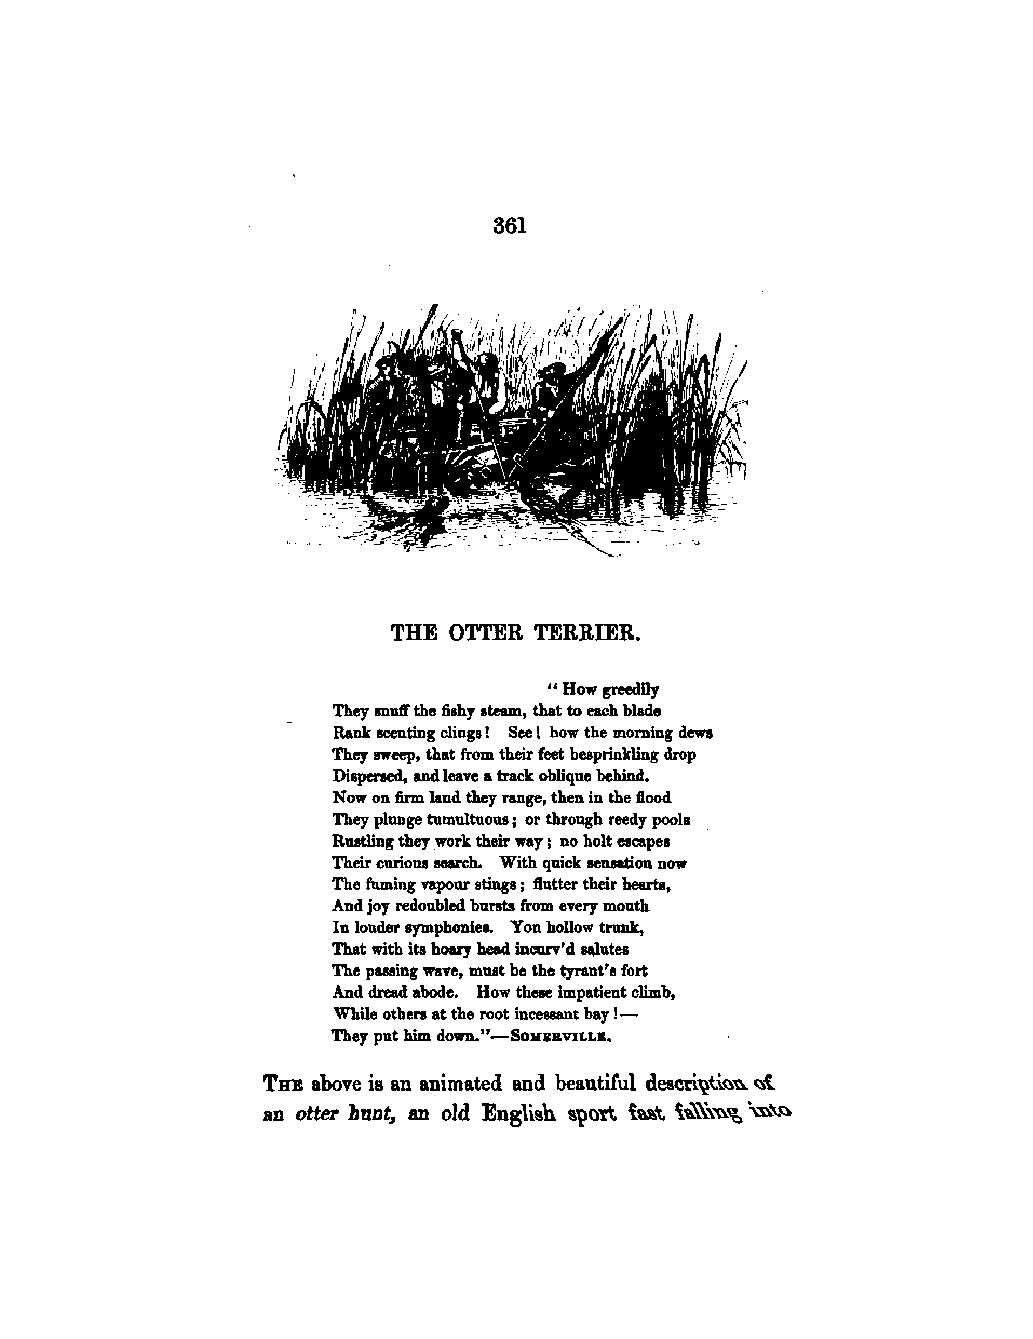 361
THE OTTER TERRIER.
“ How greedily
They snuff the fishy steam, that to each blade
Rank scenting clings! See! how the morning dews
They sweep, that from their feet besprinkling drop
Dispersed, and leave a track oblique behind.
Now on firm land they range, then in the flood
They plunge tumultuous; or through reedy pools
Rustling they work their way; no holt escapes
Their curious search. With quick sensation now
The fuming vapour stings; flutter their hearts,
And joy redoubled bursts from every mouth
In louder symphonies. Yon hollow trunk,
That with its hoary head incurv'd salutes
The passing wave, must be the tyrant's fort
And dread abode. How these impatient climb,
While others at the root incessant bay!—
They put him down.”—SOMERVILLE.
THE above is an animated and beautiful description of
an otter hunt, an old English sport fast falling into